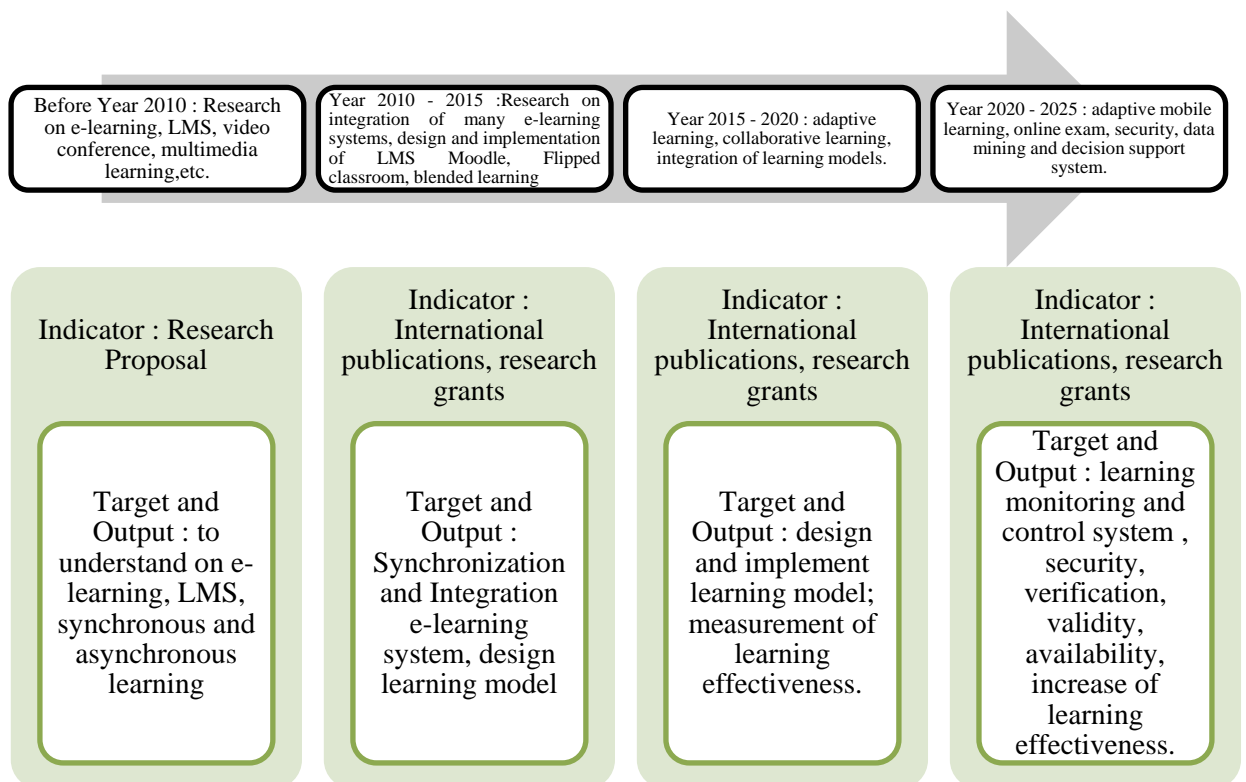 Before Year 2010 : Research
on e-learning, LMS, video
conference, multimedia
learning,etc.
Year 2010 - 2015 :Research on
integration of many e-learning
systems, design and implementation
of LMS Moodle, Flipped
classroom, blended learning
Year 2015 - 2020 : adaptive
learning, collaborative learning,
integration of learning models.
Year 2020 - 2025 : adaptive mobile
learning, online exam, security, data
mining and decision support
system.
Indicator : Research
Proposal
Target and
Output : to
understand on e-
learning, LMS,
synchronous and
asynchronous
learning
Indicator :
International
publications, research
grants
Target and
Output :
Synchronization
and Integration
e-learning
system, design
learning model
Indicator :
International
publications, research
grants
Target and
Output : design
and implement
learning model;
measurement of
learning
effectiveness.
Indicator :
International
publications, research
grants
Target and
Output : learning
monitoring and
control system ,
security,
verification,
validity,
availability,
increase of
learning
effectiveness.